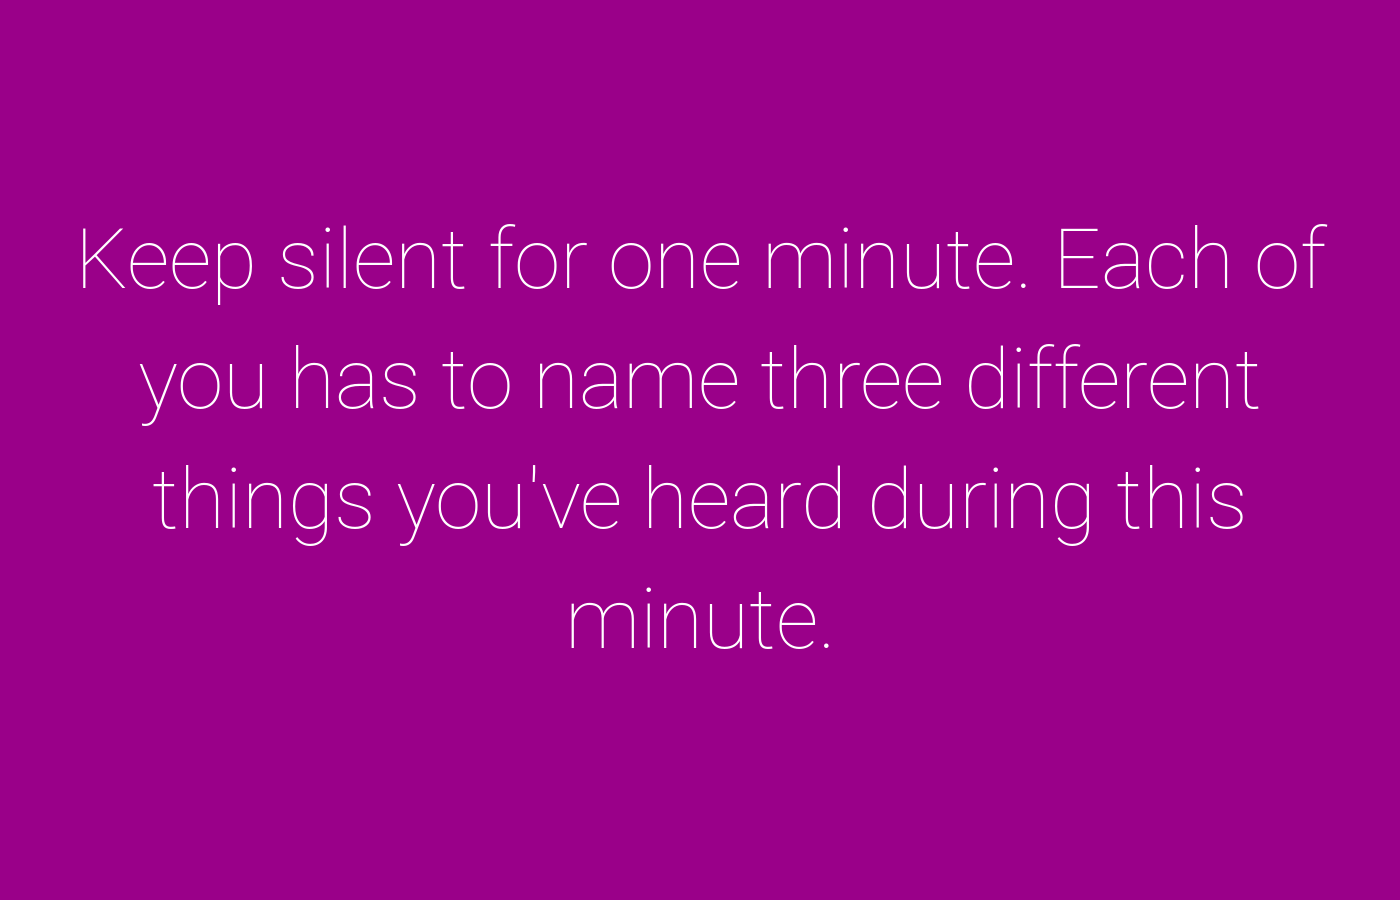 Keep silent for one minute. Each of
you has to name three different
things you've heard during this
minute.